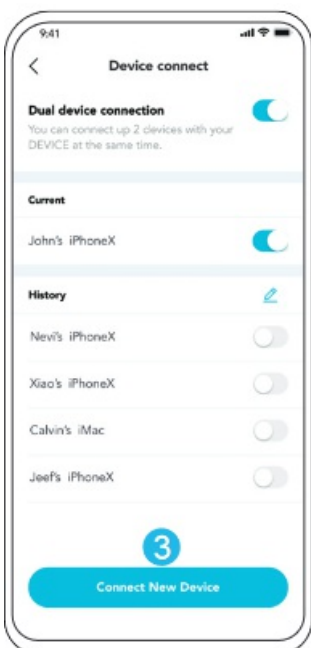 9:41
Device connect
Dual device connection
You can connect up 2 devices with your
DEVICE at the same time.
Current
John's iPhoneX
History
Nevi's iPhoneX
Xiao's iPhoneX
Calvin's iMac
Jeef's iPhoneX
3
Connect New Device